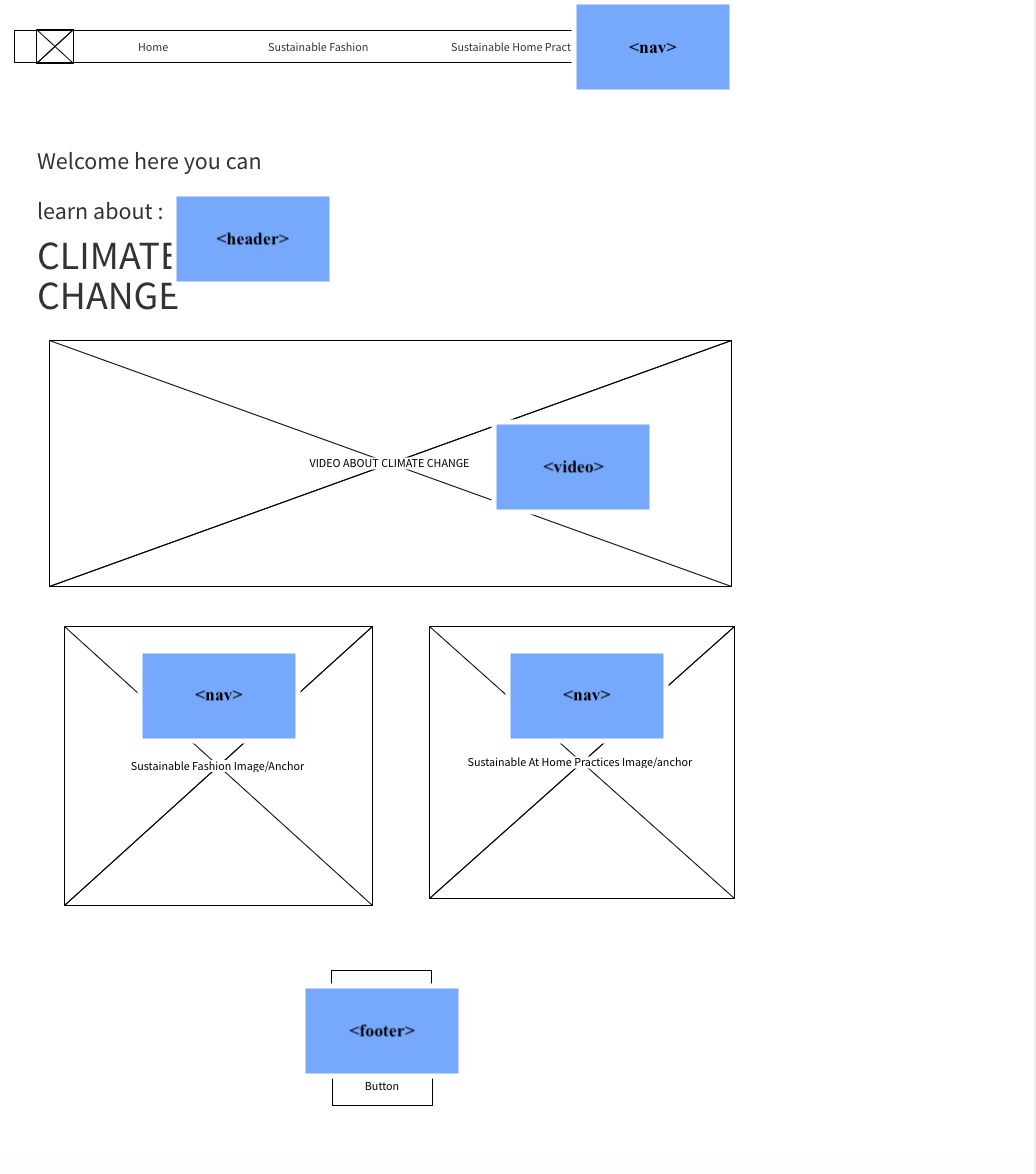 Home
Sustainable Fashion
Sustainable Home Pract
<nav>
Welcome here you can
learn about :
<header>
CLIMATE
CHANGE
VIDEO ABOUT CLIMATE CHANGE
<video>
<nav>
<nav>
Sustainable Fashion Image/Anchor
Sustainable At Home Practices Image/anchor
<footer>
Button